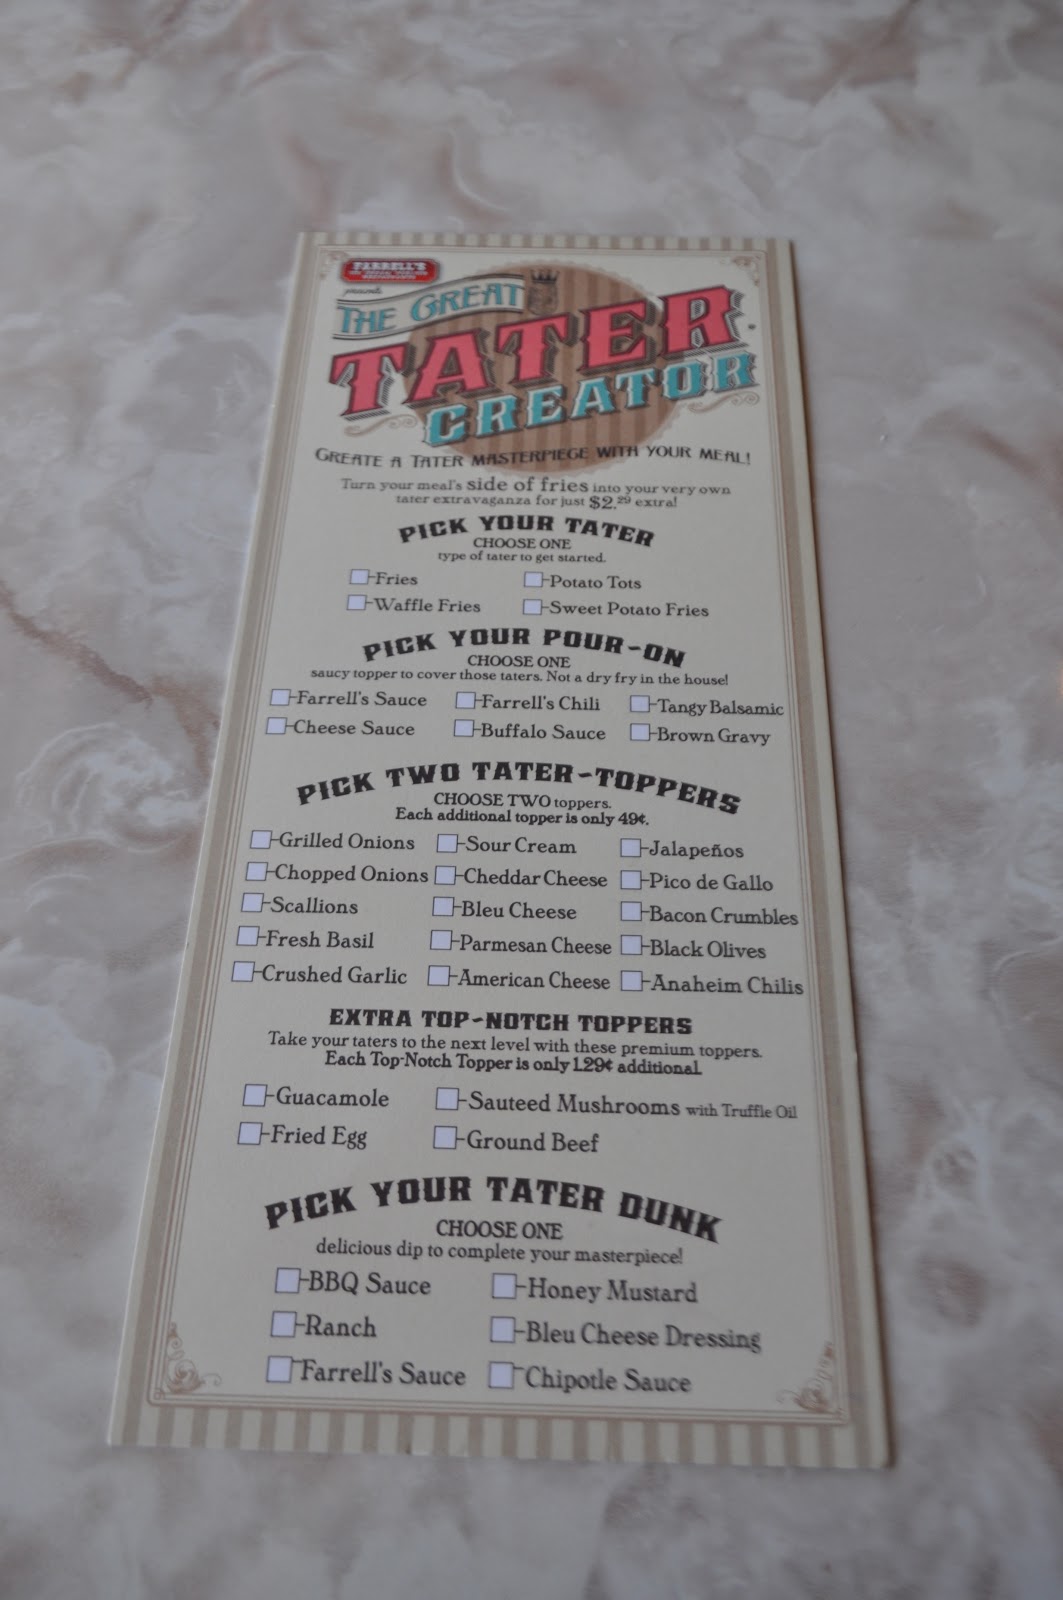 FARRELL'S
presents
THE GREAT
TATER
CREATOR
CREATE A TATER MASTERPIECE WITH YOUR MEAL!
Turn your meal's side of fries into your very own
tater extravaganza for just $2.29 extra!
PICK YOUR TATER
CHOOSE ONE
type of tater to get started.
Fries Potato Tots
Waffle Fries Sweet Potato Fries
PICK YOUR POUR-ON
CHOOSE ONE
saucy topper to cover those taters. Not a dry fry in the house!
Farrell's Sauce Farrell's Chili Tangy Balsamic
Cheese Sauce Buffalo Sauce Brown Gravy
PICK TWO TATER-TOPPERS
CHOOSE TWO toppers.
Each additional topper is only 49¢.
Grilled Onions Sour Cream Jalapeños
Chopped Onions Cheddar Cheese Pico de Gallo
Scallions Bleu Cheese Bacon Crumbles
Fresh Basil Parmesan Cheese Black Olives
Crushed Garlic American Cheese Anaheim Chilis
EXTRA TOP-NOTCH TOPPERS
Take your taters to the next level with these premium toppers.
Each Top-Notch Topper is only 1.29¢ additional.
Guacamole Sauteed Mushrooms with Truffle Oil
Fried Egg Ground Beef
PICK YOUR TATER DUNK
CHOOSE ONE
delicious dip to complete your masterpiece!
BBQ Sauce Honey Mustard
Ranch Bleu Cheese Dressing
Farrell's Sauce Chipotle Sauce